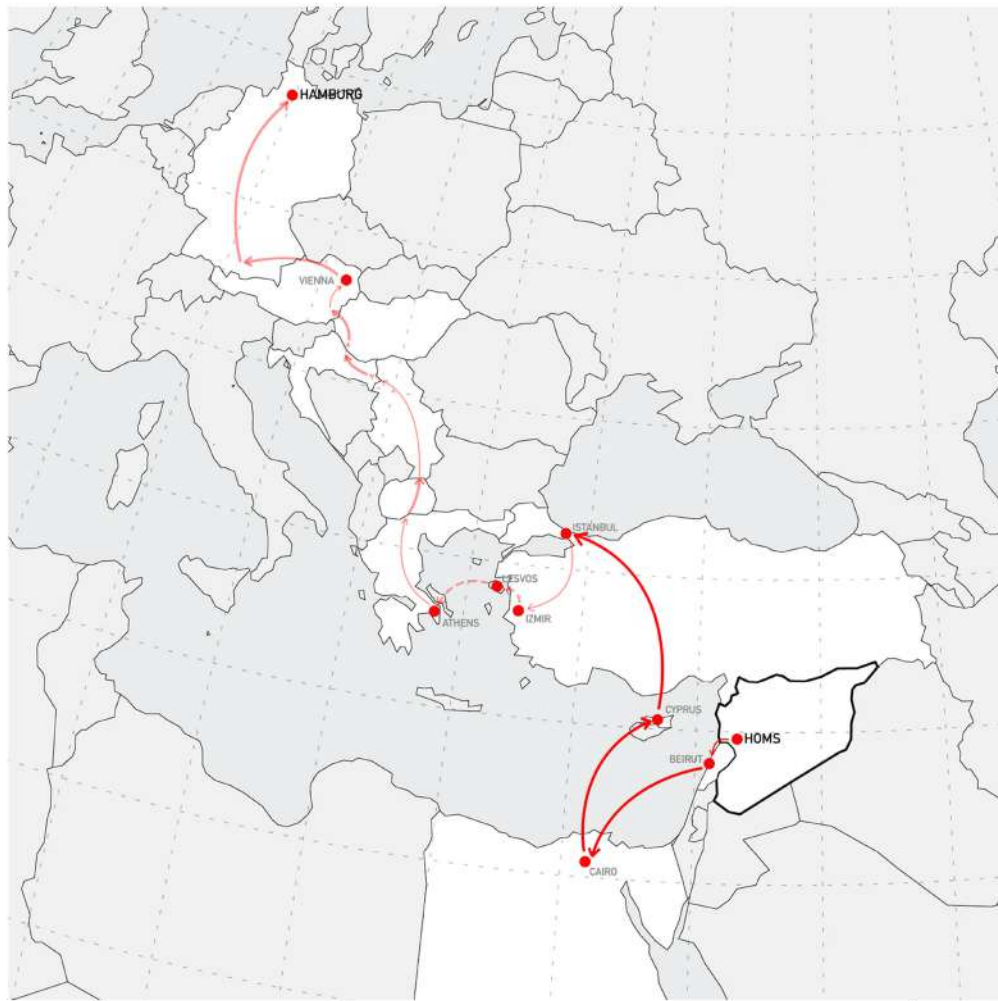 HAMBURG
VIENNA
ISTANBUL
LESVOS
ATHENS
IZMIR
CYPRUS
HOMS
BEIRUT
CAIRO